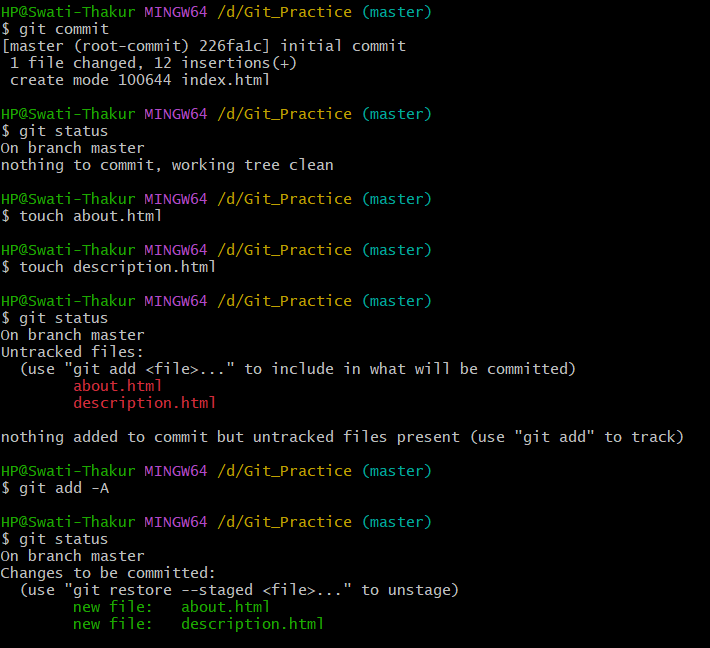 HP@Swati-Thakur MINGW64 /d/Git_Practice (master)
$ git commit
[master (root-commit) 226fa1c] initial commit
 1 file changed, 12 insertions(+)
 create mode 100644 index.html

HP@Swati-Thakur MINGW64 /d/Git_Practice (master)
$ git status
On branch master
nothing to commit, working tree clean

HP@Swati-Thakur MINGW64 /d/Git_Practice (master)
$ touch about.html

HP@Swati-Thakur MINGW64 /d/Git_Practice (master)
$ touch description.html

HP@Swati-Thakur MINGW64 /d/Git_Practice (master)
$ git status
On branch master
Untracked files:
  (use "git add <file>..." to include in what will be committed)
        about.html
        description.html

nothing added to commit but untracked files present (use "git add" to track)

HP@Swati-Thakur MINGW64 /d/Git_Practice (master)
$ git add -A

HP@Swati-Thakur MINGW64 /d/Git_Practice (master)
$ git status
On branch master
Changes to be committed:
  (use "git restore --staged <file>..." to unstage)
        new file:   about.html
        new file:   description.html